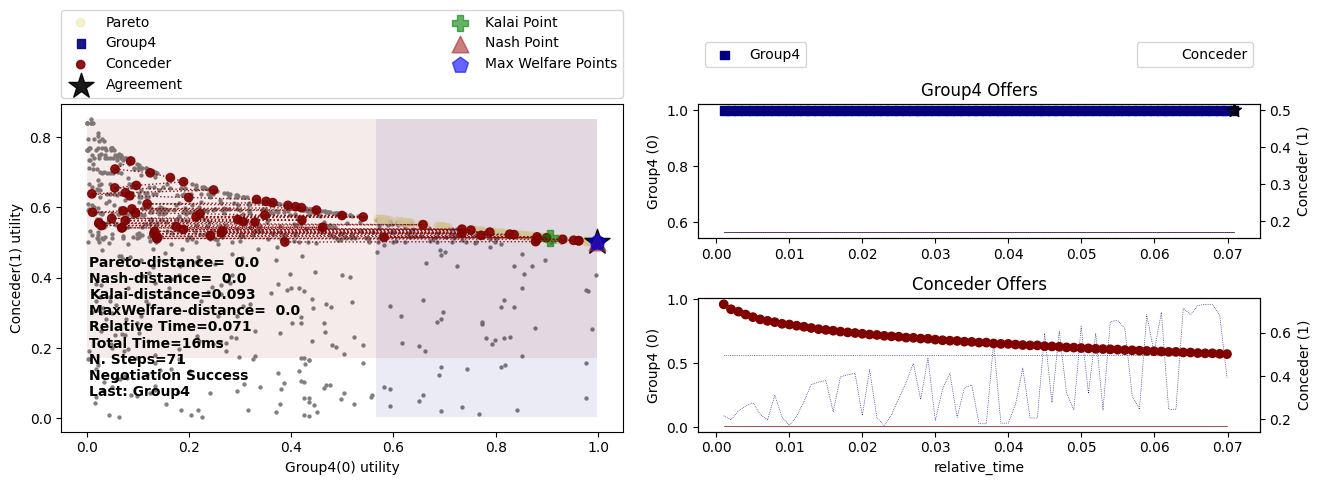 Pareto
Group4
Conceder
Agreement
Kalai Point
Nash Point
Max Welfare Points
Conceder(1) utility
0.8
0.6
0.4
0.2
0.0
Pareto-distance= 0.0
Nash-distance= 0.0
Kalai-distance=0.093
MaxWelfare-distance= 0.0
Relative Time=0.071
Total Time=16ms
N. Steps=71
Negotiation Success
Last: Group4
0.0 0.2 0.4 0.6 0.8 1.0
Group4(0) utility
Group4
Conceder
Group4 Offers
Group4 (0)
1.0
0.8
0.6
0.5
0.4
0.3
0.2
Conceder (1)
0.00 0.01 0.02 0.03 0.04 0.05 0.06 0.07
Conceder Offers
Group4 (0)
1.0
0.5
0.0
0.6
0.4
0.2
Conceder (1)
0.00 0.01 0.02 0.03 0.04 0.05 0.06 0.07
relative_time